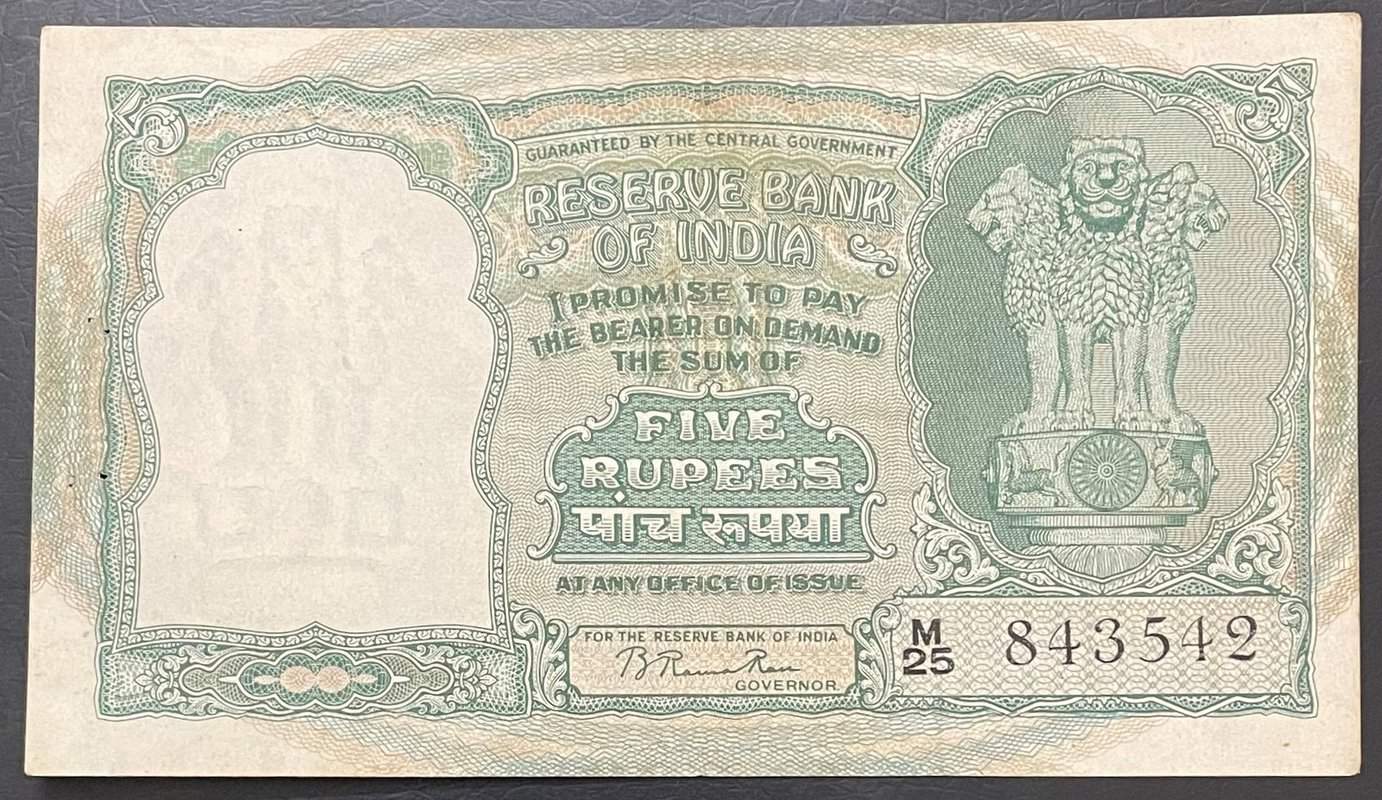 5
5
GUARANTEED BY THE CENTRAL GOVERNMENT
RESERVE BANK
OF INDIA
I PROMISE TO PAY
THE BEARER ON DEMAND
THE SUM OF
FIVE
RUPEES
पांच रूपया
AT ANY OFFICE OF ISSUE
FOR THE RESERVE BANK OF INDIA
B Rama Rau
GOVERNOR.
M
25 843542